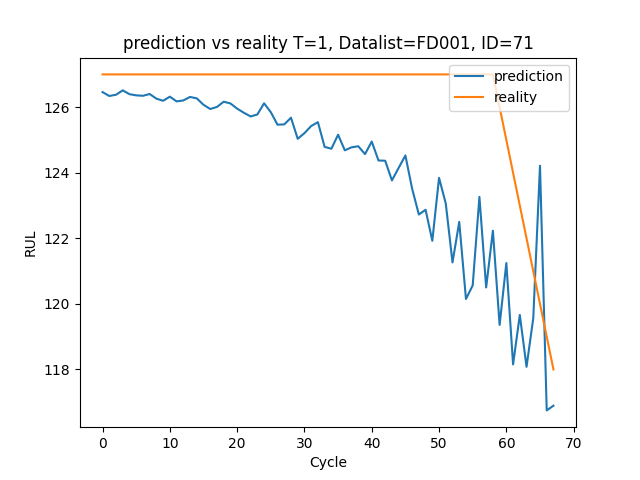 prediction vs reality T=1, Datalist=FD001, ID=71
prediction
reality
126
124
122
120
118
RUL
0 10 20 30 40 50 60 70
Cycle